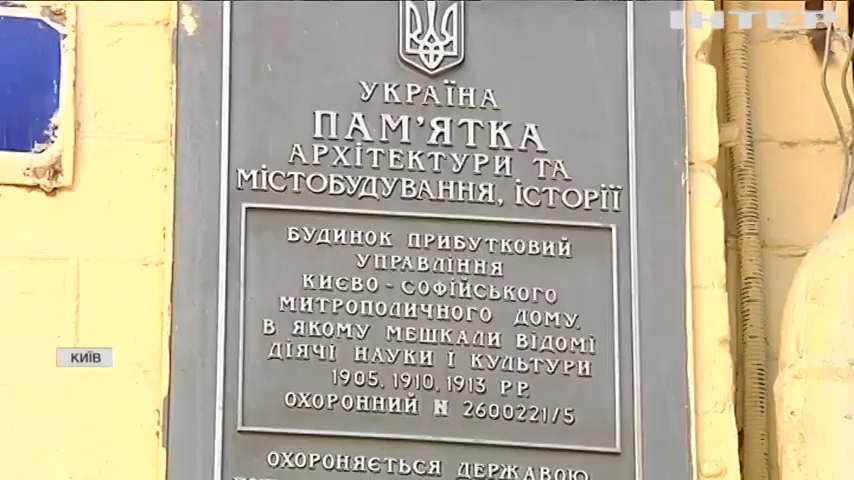 ІНТЕР
УКРАЇНА
ПАМ'ЯТКА
АРХІТЕКТУРИ ТА
МІСТОБУДУВАННЯ, ІСТОРІЇ
БУДИНОК ПРИБУТКОВИЙ
УПРАВЛІННЯ
КИЄВО - СОФІЙСЬКОГО
МИТРОПОЛИЧНОГО ДОМУ,
В ЯКОМУ МЕШКАЛИ ВІДОМІ
ДІЯЧІ НАУКИ І КУЛЬТУРИ
1905, 1910, 1913 РР.
ОХОРОННИЙ N 2600221/5
ОХОРОНЯЄТЬСЯ ДЕРЖАВОЮ
КИЇВ